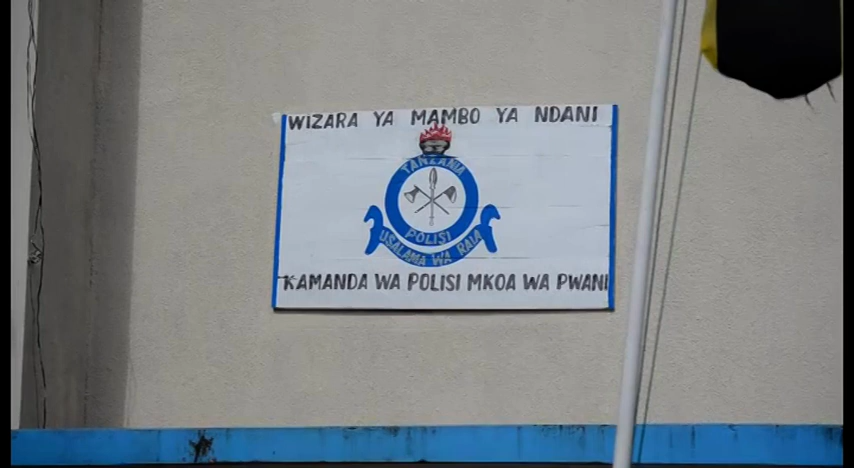 WIZARA YA MAMBO YA NDANI
TANZANIA
POLISI
USALAMA WA RAIA
KAMANDA WA POLISI MKOA WA PWANI